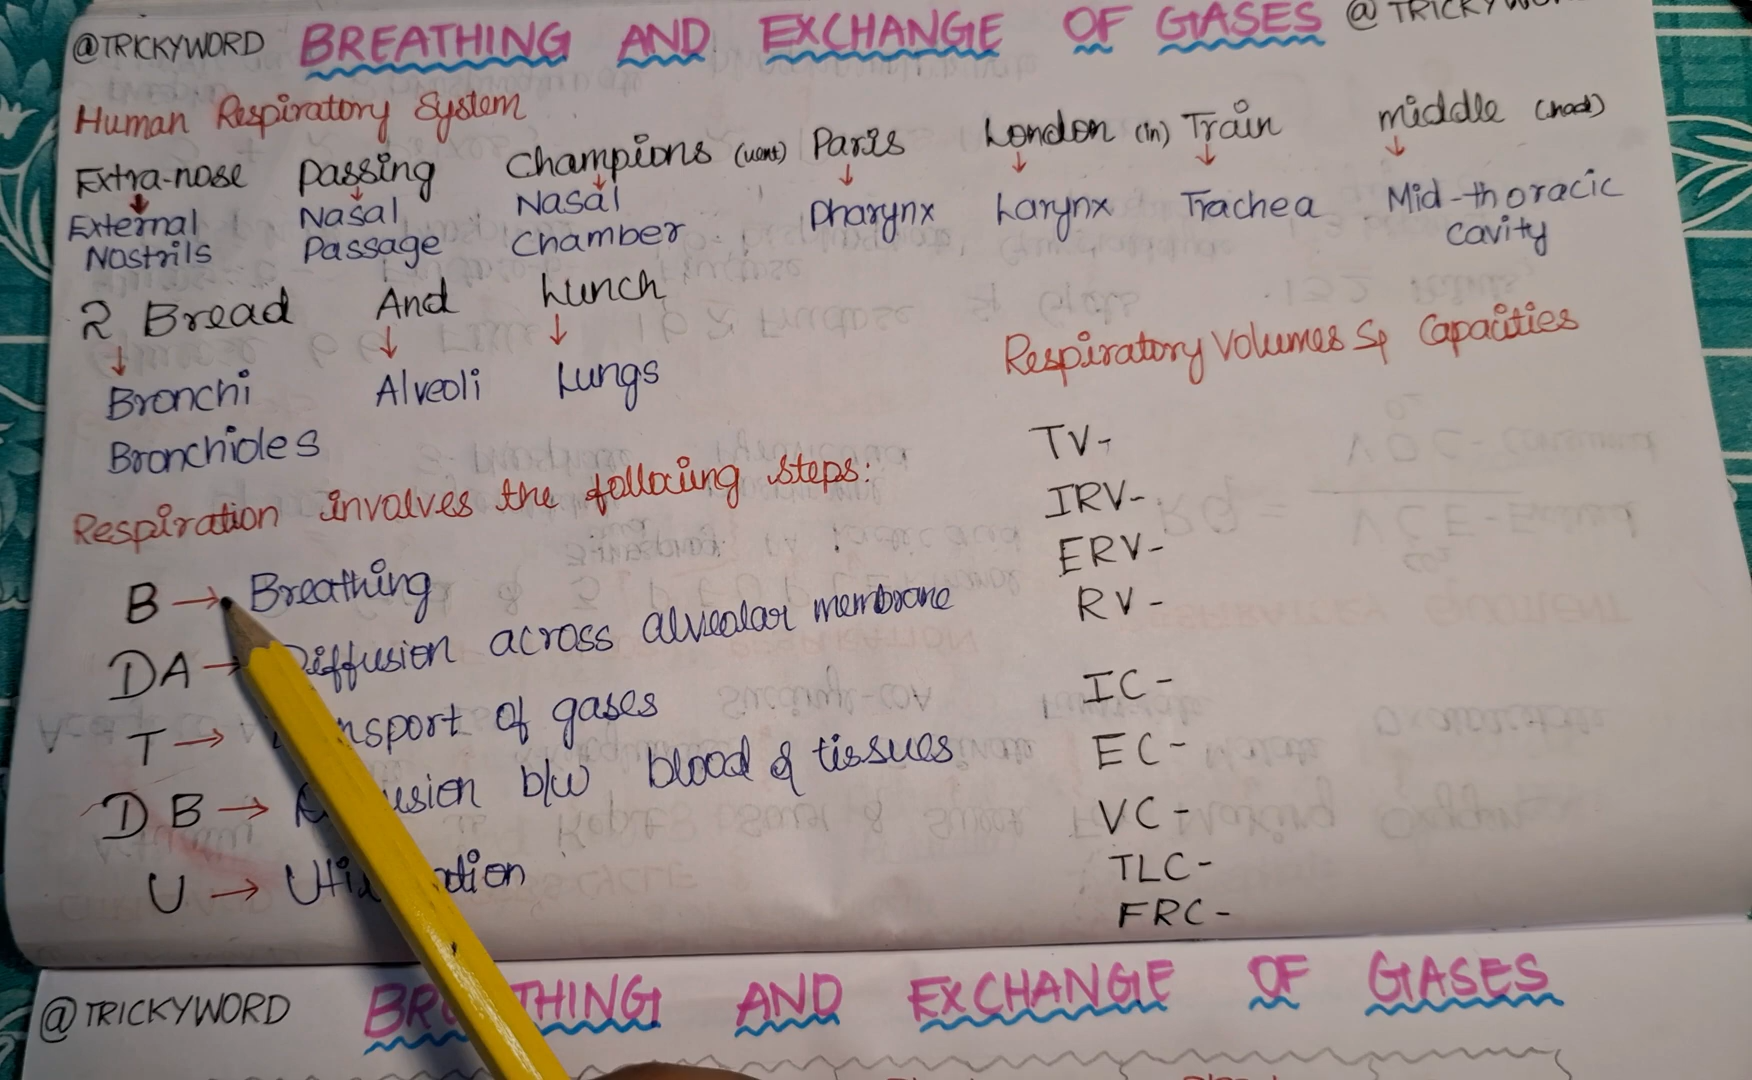 @TRICKYWORD BREATHING AND EXCHANGE OF GASES @TRICKYWO
Human Respiratory System
Extra-nose Passing Champions (went) Paris London (in) Train middle (had)
External Nasal Nasal Pharynx Larynx Trachea Mid-thoracic
Nostrils Passage Chamber cavity
2 Bread And Lunch
Bronchi Alveoli Lungs
Bronchioles
Respiration involves the following steps:
B → Breathing
DA → Diffusion across alveolar membrane
T → nsport of gases
DB → usion b/w blood & tissues
U → Uti ation
Respiratory Volumes & Capacities
TV-
IRV-
ERV-
RV-
IC-
EC-
VC-
TLC-
FRC-
@TRICKYWORD BRE THING AND EXCHANGE OF GASES